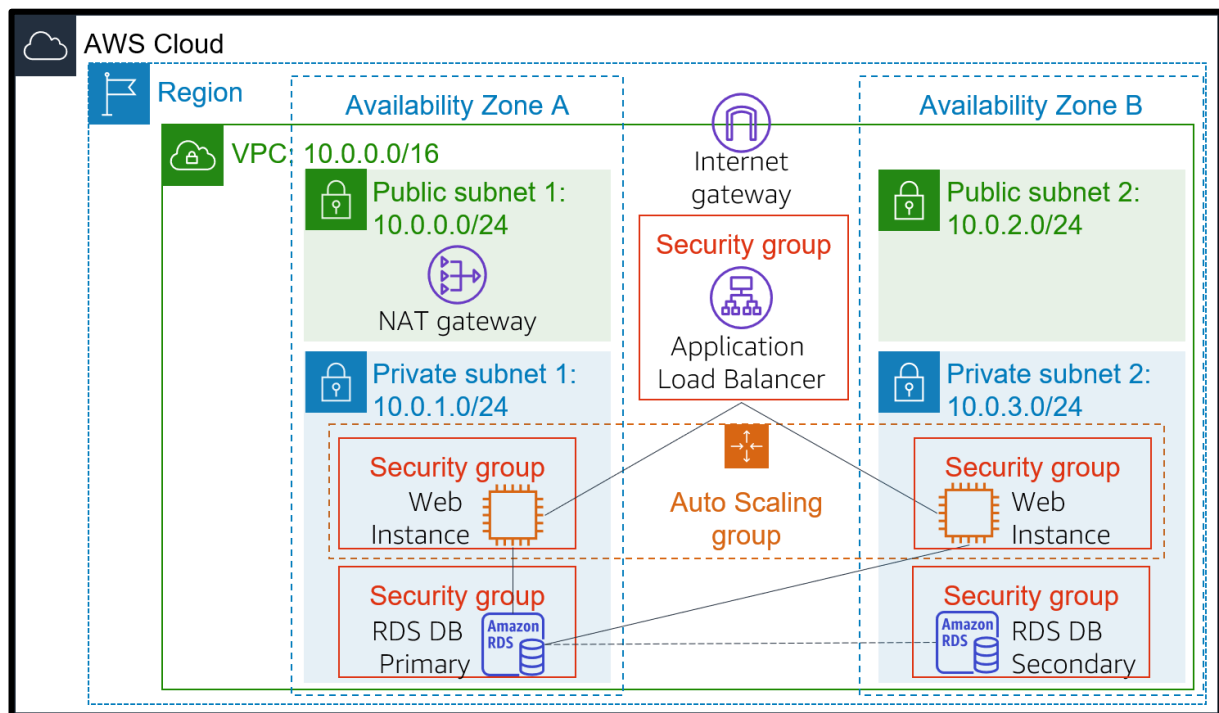 AWS Cloud
Region
Availability Zone A
Availability Zone B
VPC: 10.0.0.0/16
Internet
gateway
Public subnet 1:
10.0.0.0/24
NAT gateway
Security group
Application
Load Balancer
Public subnet 2:
10.0.2.0/24
Private subnet 1:
10.0.1.0/24
Private subnet 2:
10.0.3.0/24
Security group
Web
Instance
Auto Scaling
group
Security group
Web
Instance
Security group
RDS DB
Primary
Amazon
RDS
Security group
Amazon
RDS
RDS DB
Secondary